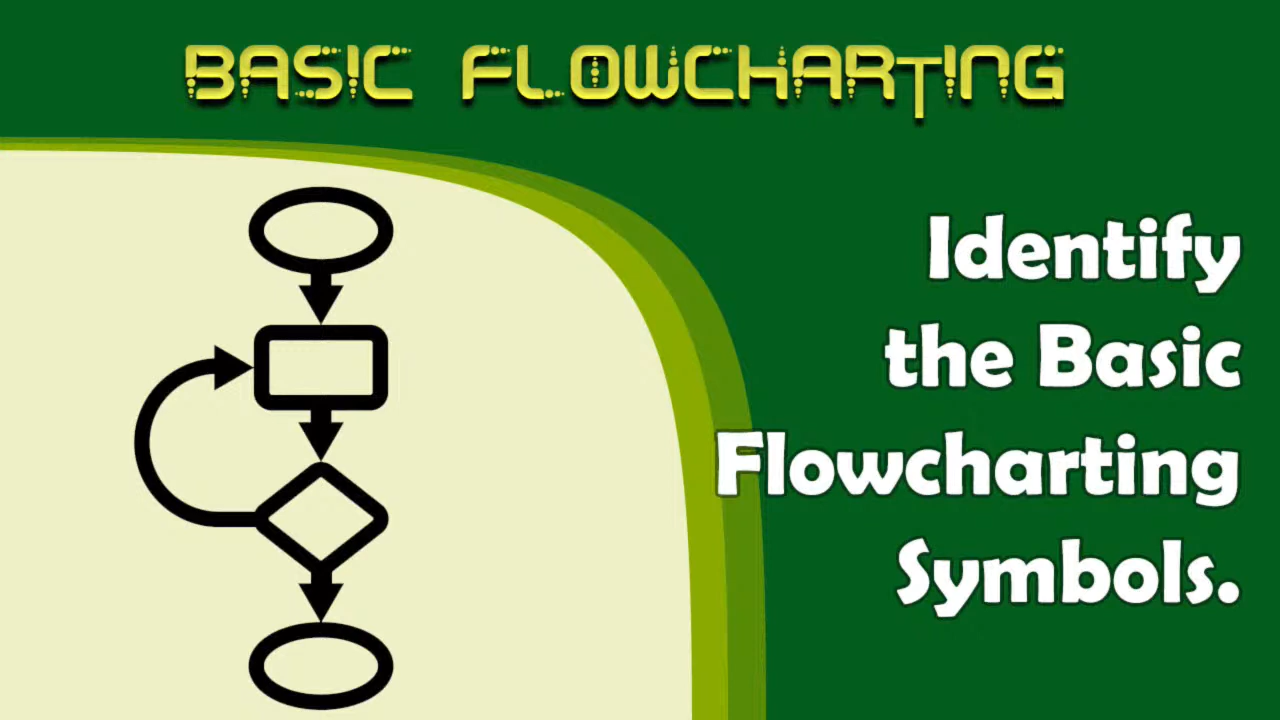 BASIC FLOWCHARTING
Identify
the Basic
Flowcharting
Symbols.